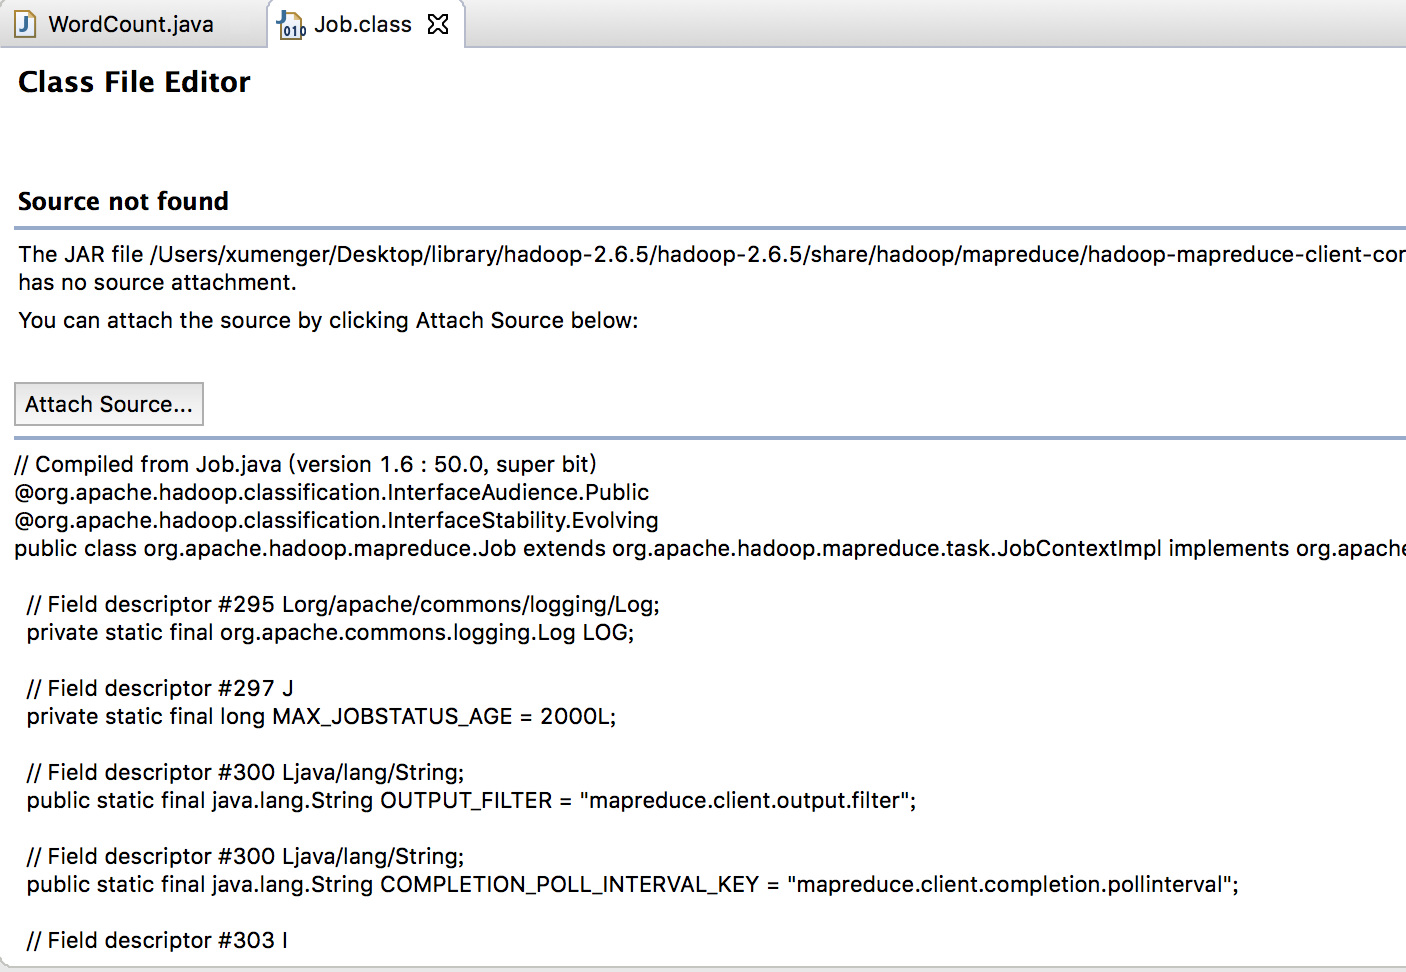 WordCount.java
Job.class
Class File Editor
Source not found
The JAR file /Users/xumenger/Desktop/library/hadoop-2.6.5/hadoop-2.6.5/share/hadoop/mapreduce/hadoop-mapreduce-client-cor
has no source attachment.
You can attach the source by clicking Attach Source below:
Attach Source...
// Compiled from Job.java (version 1.6 : 50.0, super bit)
@org.apache.hadoop.classification.InterfaceAudience.Public
@org.apache.hadoop.classification.InterfaceStability.Evolving
public class org.apache.hadoop.mapreduce.Job extends org.apache.hadoop.mapreduce.task.JobContextImpl implements org.apache
// Field descriptor #295 Lorg/apache/commons/logging/Log;
private static final org.apache.commons.logging.Log LOG;
// Field descriptor #297 J
private static final long MAX_JOBSTATUS_AGE = 2000L;
// Field descriptor #300 Ljava/lang/String;
public static final java.lang.String OUTPUT_FILTER = "mapreduce.client.output.filter";
// Field descriptor #300 Ljava/lang/String;
public static final java.lang.String COMPLETION_POLL_INTERVAL_KEY = "mapreduce.client.completion.pollinterval";
// Field descriptor #303 I